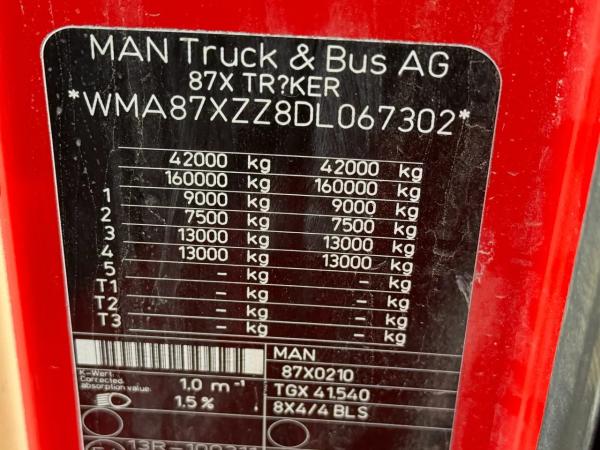 MAN Truck & Bus AG
87X TR?KER
*WMA87XZZ8DL067302*
42000 kg 42000 kg
160000 kg 160000 kg
1 9000 kg 9000 kg
2 7500 kg 7500 kg
3 13000 kg 13000 kg
4 13000 kg 13000 kg
5 - kg - kg
T1 - kg - kg
T2 - kg - kg
T3 - kg - kg
K-Wert:
Corrected
absorption value: 1.0 m⁻¹
1.5 %
MAN
87X0210
TGX 41.540
8X4/4 BLS